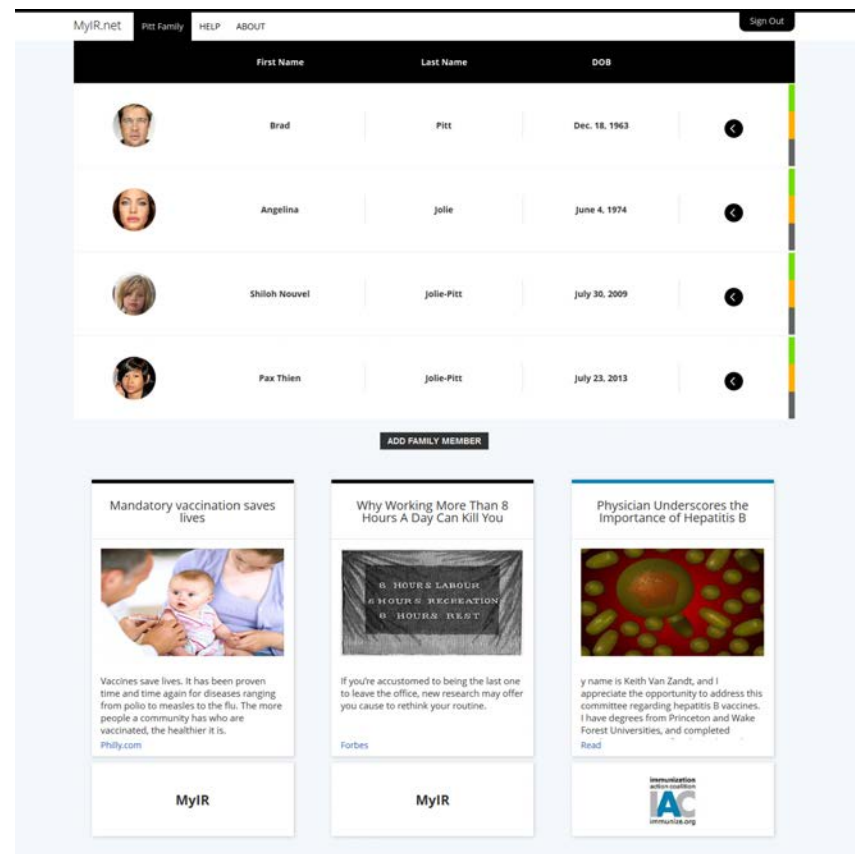 MyIR.net Pitt Family HELP ABOUT Sign Out
First Name Last Name DOB
Brad Pitt Dec. 18, 1963
Angelina Jolie June 4, 1974
Shiloh Nouvel Jolie-Pitt July 30, 2009
Pax Thien Jolie-Pitt July 23, 2013
ADD FAMILY MEMBER
Mandatory vaccination saves
lives
Vaccines save lives. It has been proven
time and time again for diseases ranging
from polio to measles to the flu. The more
people a community has who are
vaccinated, the healthier it is.
Philly.com
MyIR
Why Working More Than 8
Hours A Day Can Kill You
8 HOURS LABOUR
8 HOURS RECREATION
8 HOURS REST
If you're accustomed to being the last one
to leave the office, new research may offer
you cause to rethink your routine.
Forbes
MyIR
Physician Underscores the
Importance of Hepatitis B
y name is Keith Van Zandt, and I
appreciate the opportunity to address this
committee regarding hepatitis B vaccines.
I have degrees from Princeton and Wake
Forest Universities, and completed
Read
immunization
action coalition
IAC
immunize.org